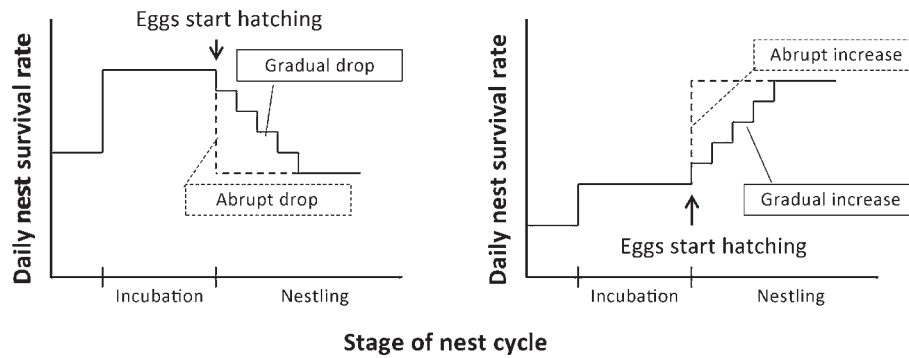 Daily nest survival rate
Eggs start hatching
Gradual drop
Abrupt drop
Incubation
Nestling
Daily nest survival rate
Abrupt increase
Gradual increase
Eggs start hatching
Incubation
Nestling
Stage of nest cycle